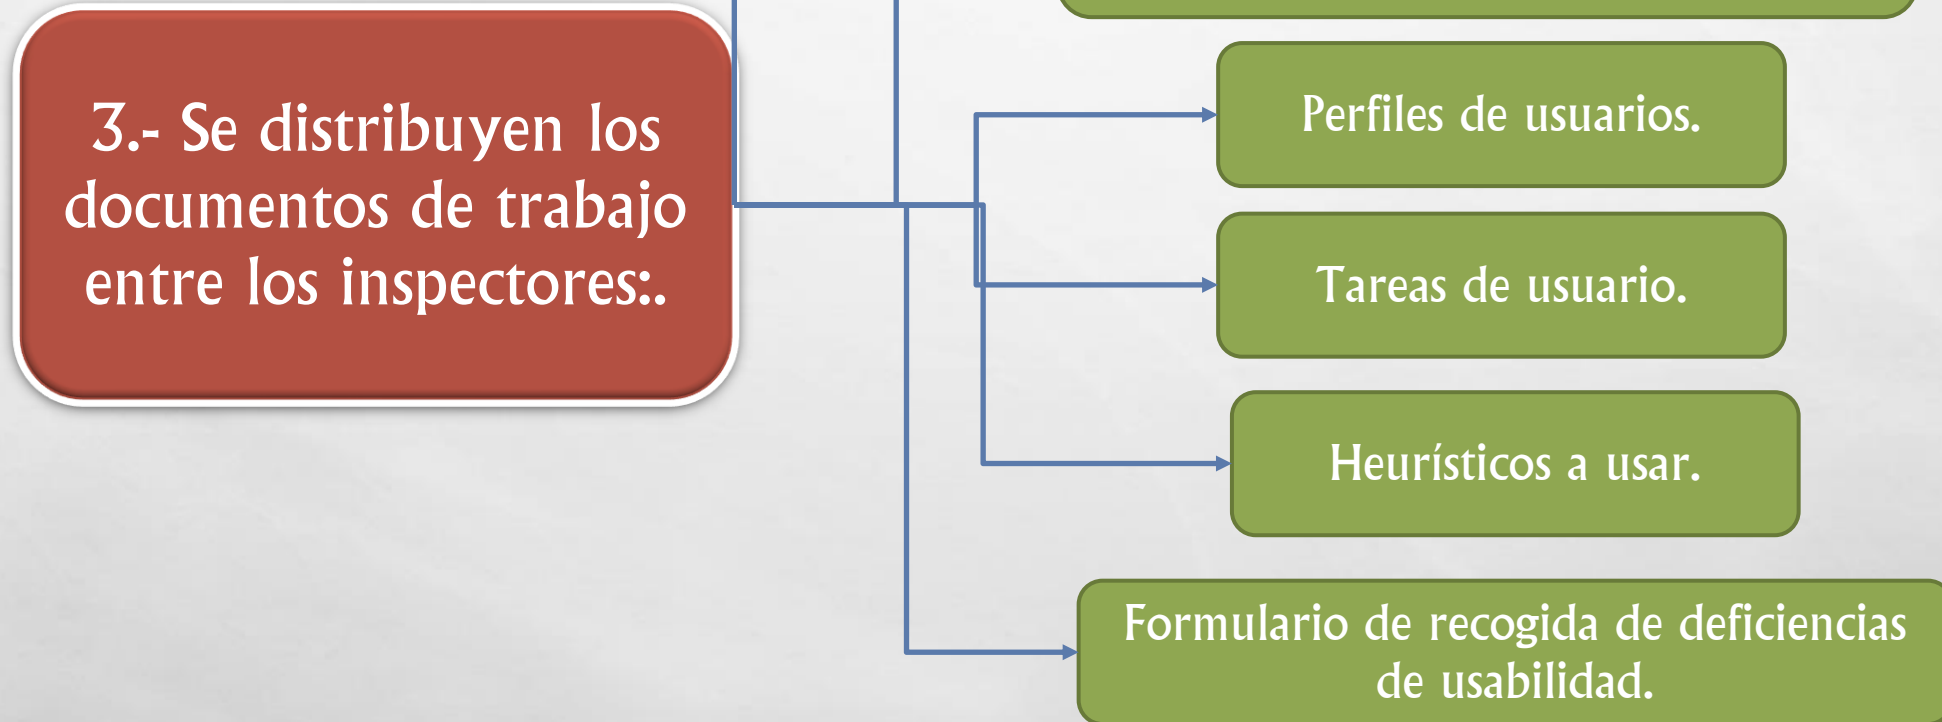 3.- Se distribuyen los
documentos de trabajo
entre los inspectores:.
Perfiles de usuarios.
Tareas de usuario.
Heurísticos a usar.
Formulario de recogida de deficiencias
de usabilidad.